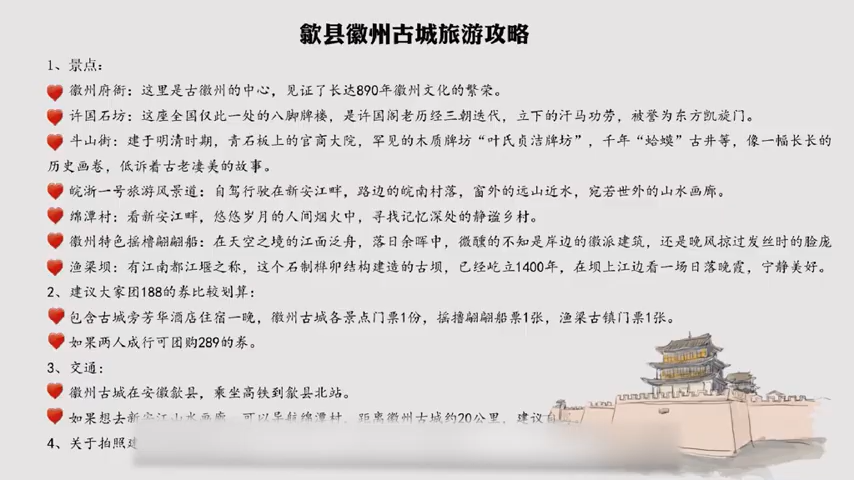 歙县徽州古城旅游攻略
1、景点：
徽州府衙：这里是古徽州的中心，见证了长达890年徽州文化的繁荣。
许国石坊：这座全国仅此一处的八脚牌楼，是许国阁老历经三朝迭代，立下的汗马功劳，被誉为东方凯旋门。
斗山街：建于明清时期，青石板上的官商大院，罕见的木质牌坊“叶氏贞洁牌坊”，千年“蛤蟆”古井等，像一幅长长的
历史画卷，低诉着古老凄美的故事。
皖浙一号旅游风景道：自驾行驶在新安江畔，路边的皖南村落，窗外的远山近水，宛若世外的山水画廊。
绵潭村：看新安江畔，悠悠岁月的人间烟火中，寻找记忆深处的静谧乡村。
徽州特色摇橹翩翩船：在天空之境的江面泛舟，落日余晖中，微醺的不知是岸边的徽派建筑，还是晚风掠过发丝时的脸庞
渔梁坝：有江南都江堰之称，这个石制榫卯结构建造的古坝，已经屹立1400年，在坝上江边看一场日落晚霞，宁静美好。
2、建议大家团188的券比较划算：
包含古城旁芳华酒店住宿一晚，徽州古城各景点门票1份，摇撸翩翩船票1张，渔梁古镇门票1张。
如果两人成行可团购289的券。
3、交通：
徽州古城在安徽歙县，乘坐高铁到歙县北站。
如果想去新安江山水画廊，可以导航绵潭村，距离徽州古城约20公里，建议自
4、关于拍照建